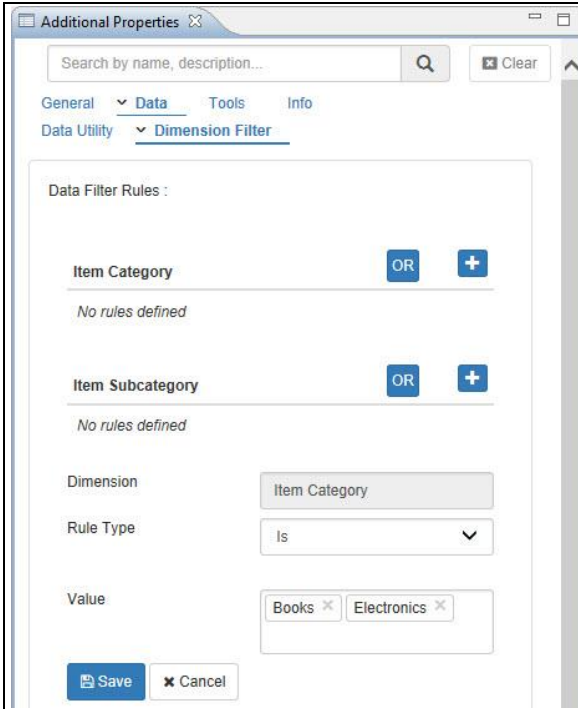 Additional Properties
Search by name, description...
Clear
General Data Tools Info
Data Utility Dimension Filter
Data Filter Rules :
Item Category OR
No rules defined
Item Subcategory OR
No rules defined
Dimension Item Category
Rule Type Is
Value Books Electronics
Save Cancel